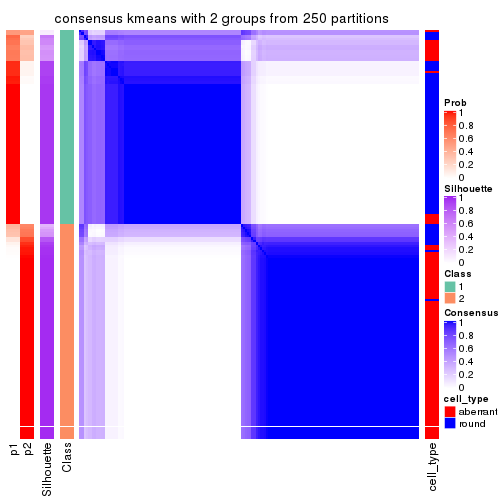 consensus kmeans with 2 groups from 250 partitions
Prob
1
0.8
0.6
0.4
0.2
0
Silhouette
1
0.8
0.6
0.4
0.2
0
Class
1
2
Consensus
1
0.8
0.6
0.4
0.2
0
cell_type
aberrant
round
p1
p2
Silhouette
Class
cell_type